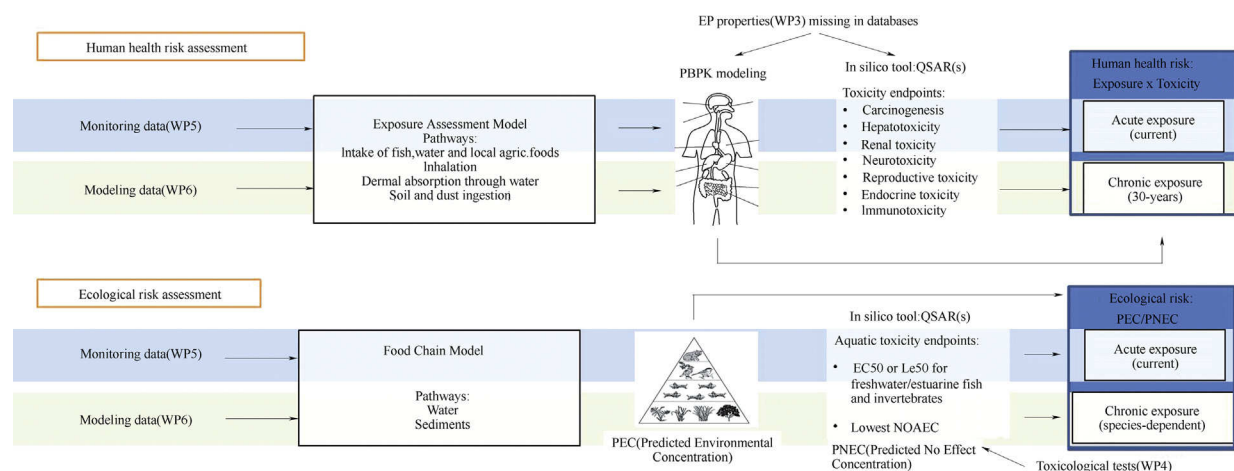 EP properties(WP3) missing in databases
Human health risk assessment
PBPK modeling
In silico tool:QSAR(s)
Human health risk:
Exposure x Toxicity
Monitoring data(WP5)
Modeling data(WP6)
Exposure Assessment Model
Pathways:
Intake of fish,water and local agric.foods
Inhalation
Dermal absorption through water
Soil and dust ingestion
Toxicity endpoints:
• Carcinogenesis
• Hepatotoxicity
• Renal toxicity
• Neurotoxicity
• Reproductive toxicity
• Endocrine toxicity
• Immunotoxicity
Acute exposure
(current)
Chronic exposure
(30-years)
Ecological risk assessment
Ecological risk:
PEC/PNEC
In silico tool:QSAR(s)
Monitoring data(WP5)
Modeling data(WP6)
Food Chain Model
Pathways:
Water
Sediments
PEC(Predicted Environmental
Concentration)
Aquatic toxicity endpoints:
• EC50 or Le50 for
freshwater/estuarine fish
and invertebrates
• Lowest NOAEC
PNEC(Predicted No Effect
Concentration)
Acute exposure
(current)
Chronic exposure
(species-dependent)
Toxicological tests(WP4)